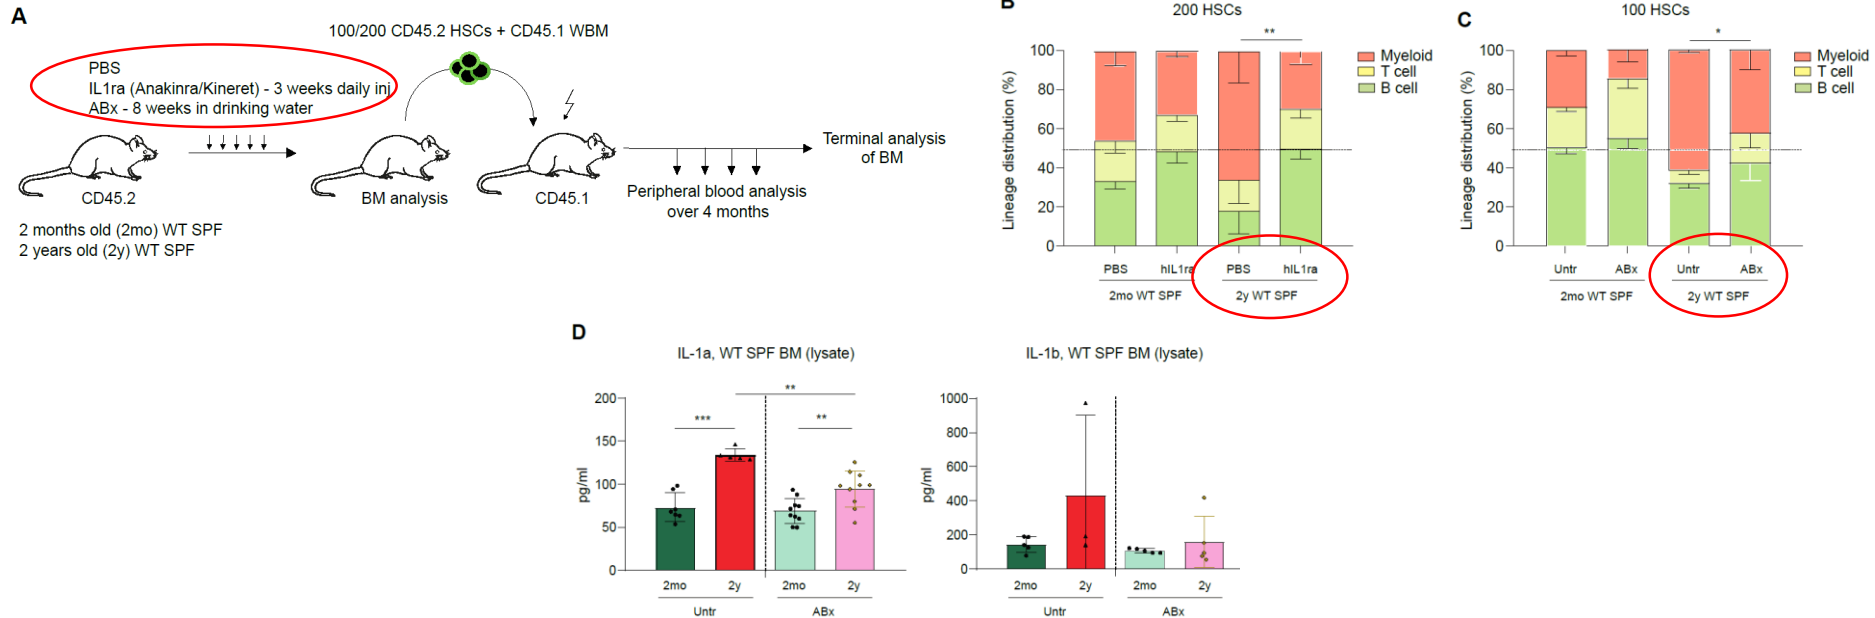 A
100/200 CD45.2 HSCs + CD45.1 WBM
PBS
IL1ra (Anakinra/Kineret) - 3 weeks daily inj
ABx - 8 weeks in drinking water
CD45.2
BM analysis
CD45.1
Peripheral blood analysis
over 4 months
Terminal analysis
of BM
2 months old (2mo) WT SPF
2 years old (2y) WT SPF
B
200 HSCs
**
Lineage distribution (%)
100
80
60
40
20
0
Myeloid
T cell
B cell
PBS hIL1ra PBS hIL1ra
2mo WT SPF 2y WT SPF
C
100 HSCs
*
Lineage distribution (%)
100
80
60
40
20
0
Myeloid
T cell
B cell
Untr ABx Untr ABx
2mo WT SPF 2y WT SPF
D
IL-1a, WT SPF BM (lysate)
pg/ml
200
150
100
50
0
**
*** **
2mo 2y 2mo 2y
Untr ABx
IL-1b, WT SPF BM (lysate)
pg/ml
1000
800
600
400
200
0
2mo 2y 2mo 2y
Untr ABx